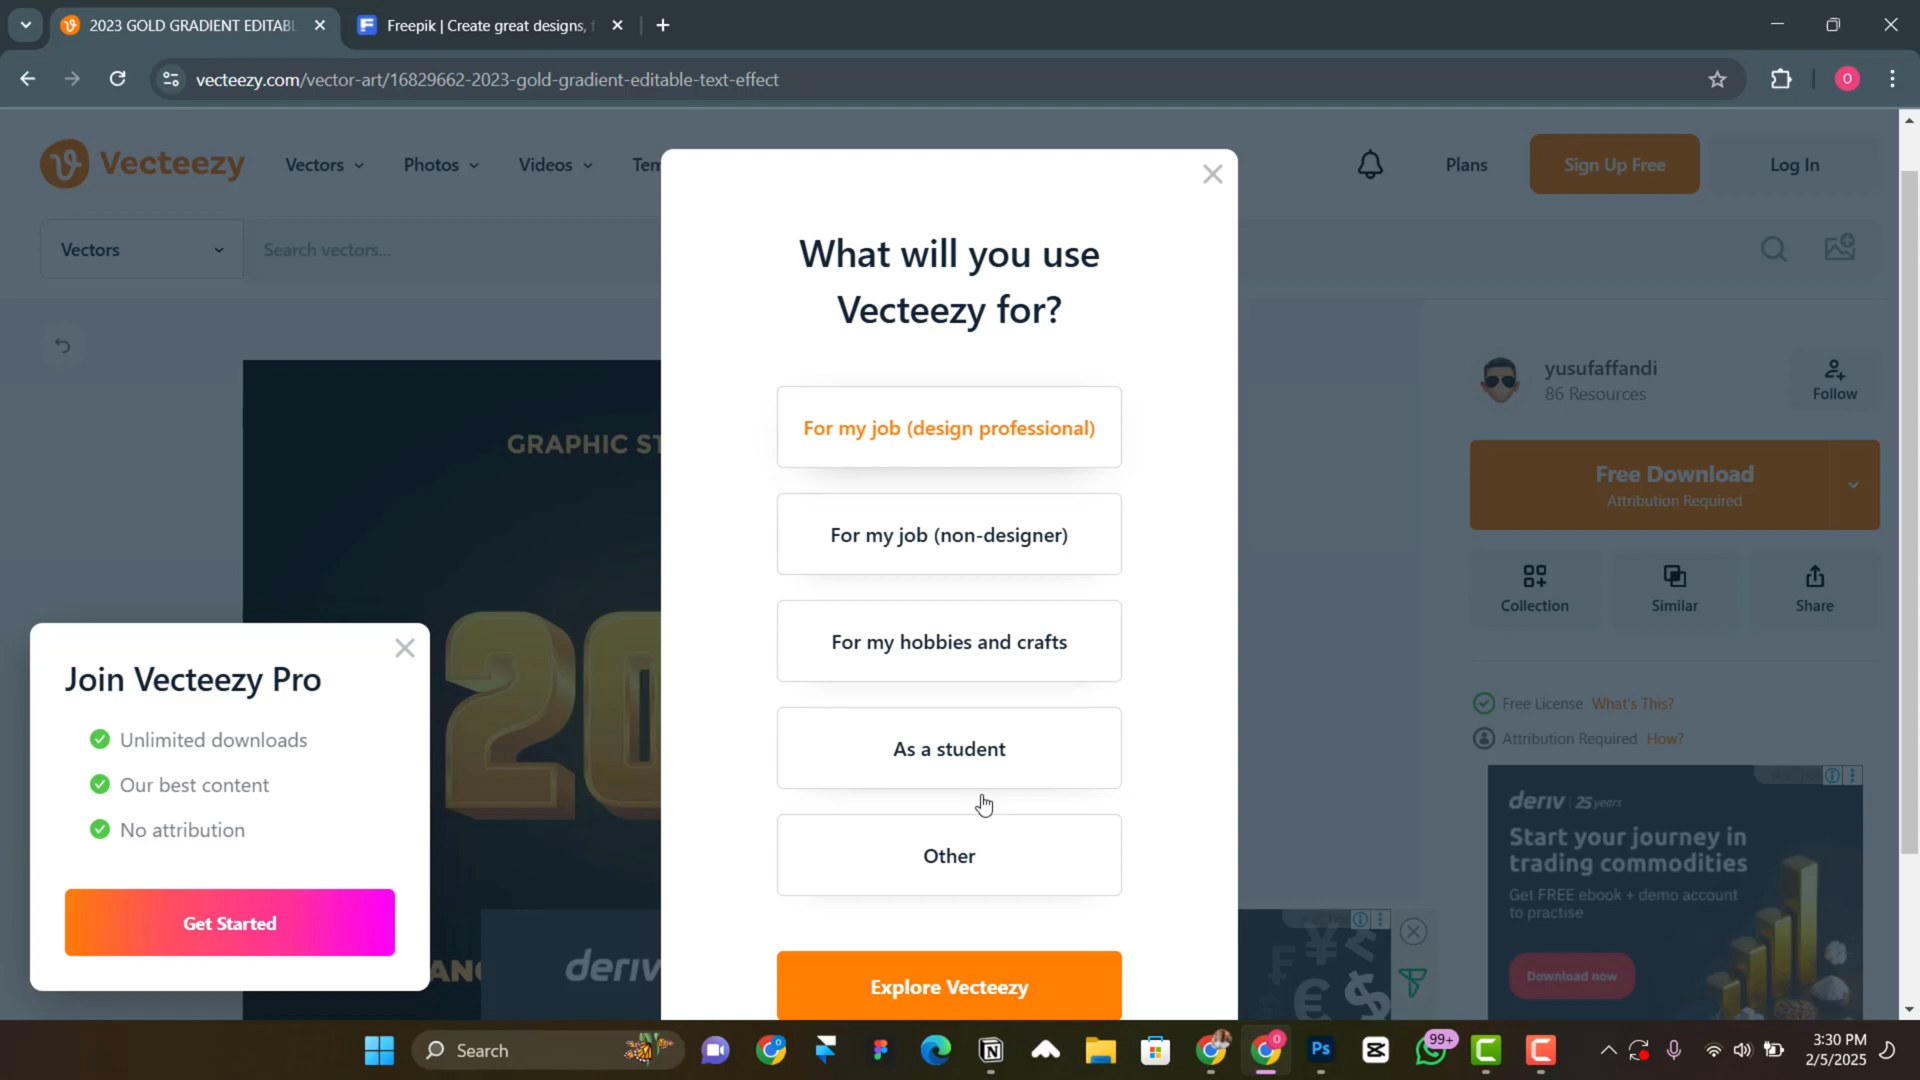 2023 GOLD GRADIENT EDITAB
Freepik | Create great designs, f
vecteezy.com/vector-art/16829662-2023-gold-gradient-editable-text-effect
O
Vecteezy
Vectors
Photos
Videos
Tem
Plans
Sign Up Free
Log In
Vectors
Search vectors...
What will you use
Vecteezy for?
For my job (design professional)
For my job (non-designer)
For my hobbies and crafts
As a student
Other
Explore Vecteezy
GRAPHIC ST
20
yusufaffandi
86 Resources
Follow
Free Download
Attribution Required
Collection
Similar
Share
Free License What's This?
Attribution Required How?
deriv | 25 years
Start your journey in
trading commodities
Get FREE ebook + demo account
to practise
Download now
Join Vecteezy Pro
Unlimited downloads
Our best content
No attribution
Get Started
deriv
Search
Ps
99+
3:30 PM
2/5/2025